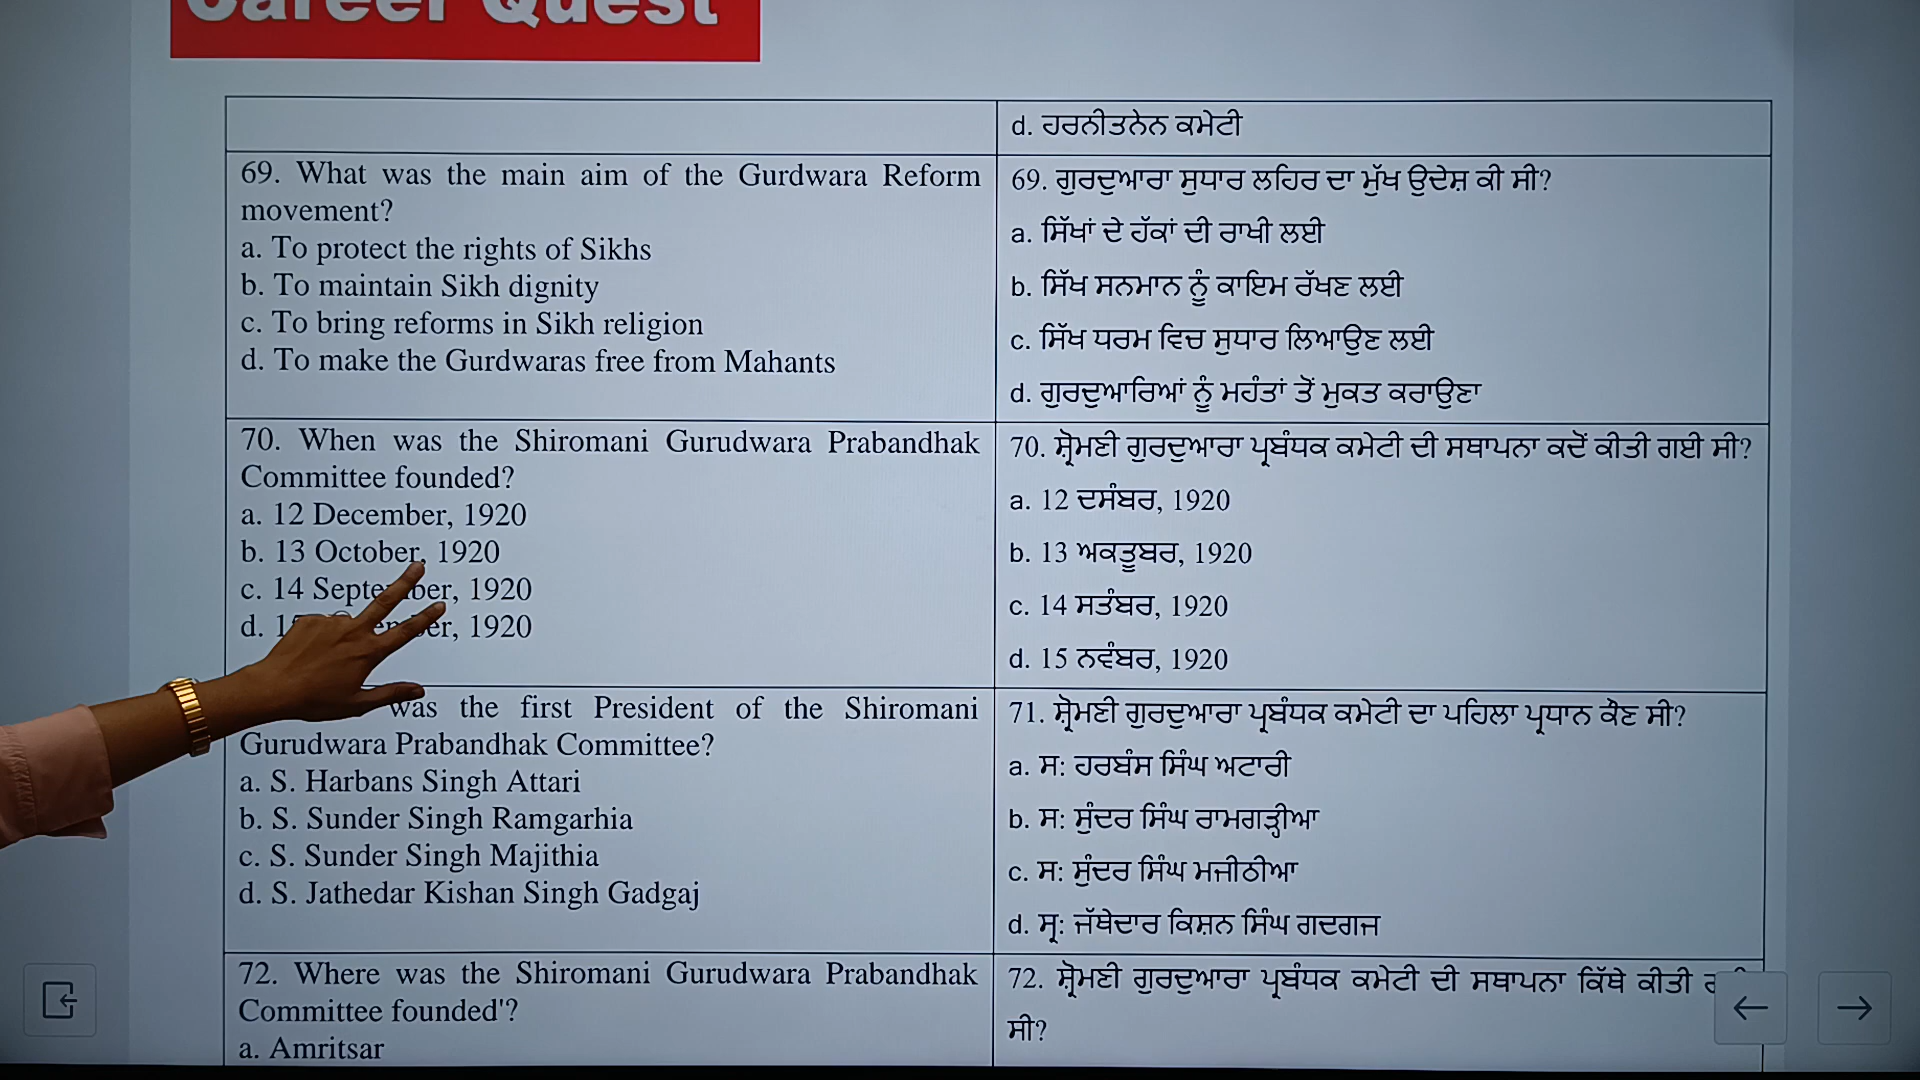 Career Quest
d. ਹਰਨੀਤਨੇਨ ਕਮੇਟੀ
69. What was the main aim of the Gurdwara Reform
movement?
a. To protect the rights of Sikhs
b. To maintain Sikh dignity
c. To bring reforms in Sikh religion
d. To make the Gurdwaras free from Mahants
69. ਗੁਰਦੁਆਰਾ ਸੁਧਾਰ ਲਹਿਰ ਦਾ ਮੁੱਖ ਉਦੇਸ਼ ਕੀ ਸੀ?
a. ਸਿੱਖਾਂ ਦੇ ਹੱਕਾਂ ਦੀ ਰਾਖੀ ਲਈ
b. ਸਿੱਖ ਸਨਮਾਨ ਨੂੰ ਕਾਇਮ ਰੱਖਣ ਲਈ
c. ਸਿੱਖ ਧਰਮ ਵਿਚ ਸੁਧਾਰ ਲਿਆਉਣ ਲਈ
d. ਗੁਰਦੁਆਰਿਆਂ ਨੂੰ ਮਹੰਤਾਂ ਤੋਂ ਮੁਕਤ ਕਰਾਉਣਾ
70. When was the Shiromani Gurudwara Prabandhak
Committee founded?
a. 12 December, 1920
b. 13 October, 1920
c. 14 September, 1920
d. 1920
70. ਸ਼੍ਰੋਮਣੀ ਗੁਰਦੁਆਰਾ ਪ੍ਰਬੰਧਕ ਕਮੇਟੀ ਦੀ ਸਥਾਪਨਾ ਕਦੋਂ ਕੀਤੀ ਗਈ ਸੀ?
a. 12 ਦਸੰਬਰ, 1920
b. 13 ਅਕਤੂਬਰ, 1920
c. 14 ਸਤੰਬਰ, 1920
d. 15 ਨਵੰਬਰ, 1920
was the first President of the Shiromani
Gurudwara Prabandhak Committee?
a. S. Harbans Singh Attari
b. S. Sunder Singh Ramgarhia
c. S. Sunder Singh Majithia
d. S. Jathedar Kishan Singh Gadgaj
71. ਸ਼੍ਰੋਮਣੀ ਗੁਰਦੁਆਰਾ ਪ੍ਰਬੰਧਕ ਕਮੇਟੀ ਦਾ ਪਹਿਲਾ ਪ੍ਰਧਾਨ ਕੌਣ ਸੀ?
a. ਸ: ਹਰਬੰਸ ਸਿੰਘ ਅਟਾਰੀ
b. ਸ: ਸੁੰਦਰ ਸਿੰਘ ਰਾਮਗੜ੍ਹੀਆ
c. ਸ: ਸੁੰਦਰ ਸਿੰਘ ਮਜੀਠੀਆ
d. ਸ੍ਰ: ਜੱਥੇਦਾਰ ਕਿਸ਼ਨ ਸਿੰਘ ਗਦਗਜ
72. Where was the Shiromani Gurudwara Prabandhak
Committee founded'?
a. Amritsar
72. ਸ਼੍ਰੋਮਣੀ ਗੁਰਦੁਆਰਾ ਪ੍ਰਬੰਧਕ ਕਮੇਟੀ ਦੀ ਸਥਾਪਨਾ ਕਿੱਥੇ ਕੀਤੀ
ਸੀ?